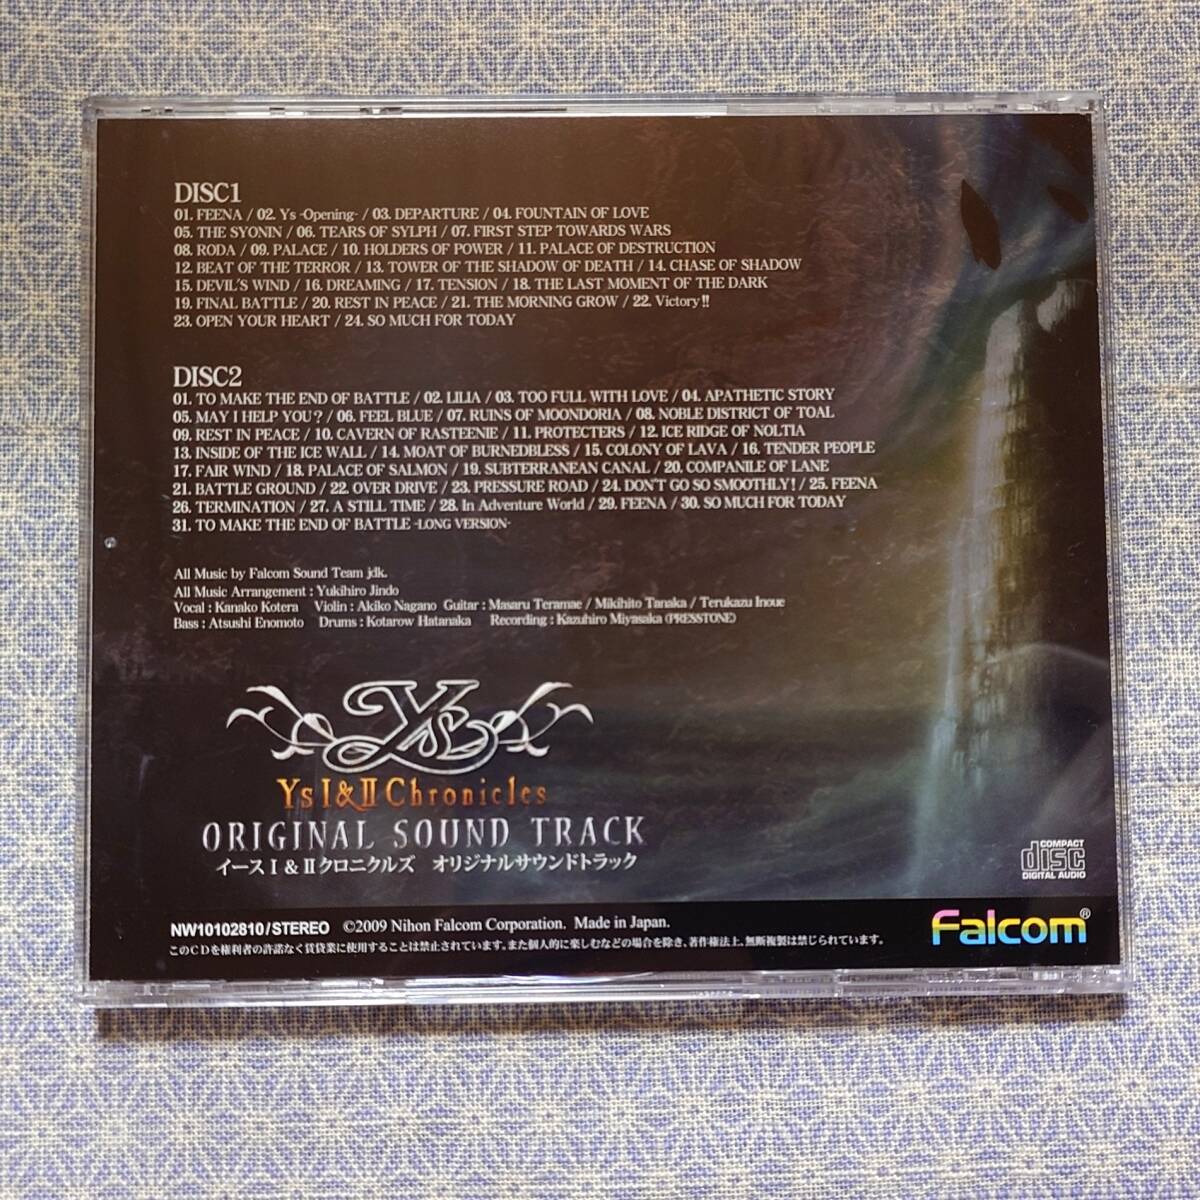 DISC1
01. FEENA / 02. Ys -Opening- / 03. DEPARTURE / 04. FOUNTAIN OF LOVE
05. THE SYONIN / 06. TEARS OF SYLPH / 07. FIRST STEP TOWARDS WARS
08. RODA / 09. PALACE / 10. HOLDERS OF POWER / 11. PALACE OF DESTRUCTION
12. BEAT OF THE TERROR / 13. TOWER OF THE SHADOW OF DEATH / 14. CHASE OF SHADOW
15. DEVIL'S WIND / 16. DREAMING / 17. TENSION / 18. THE LAST MOMENT OF THE DARK
19. FINAL BATTLE / 20. REST IN PEACE / 21. THE MORNING GROW / 22. Victory!!
23. OPEN YOUR HEART / 24. SO MUCH FOR TODAY
DISC2
01. TO MAKE THE END OF BATTLE / 02. LILIA / 03. TOO FULL WITH LOVE / 04. APATHETIC STORY
05. MAY I HELP YOU? / 06. FEEL BLUE / 07. RUINS OF MOONDORIA / 08. NOBLE DISTRICT OF TOAL
09. REST IN PEACE / 10. CAVERN OF RASTEENIE / 11. PROTECTERS / 12. ICE RIDGE OF NOLTIA
13. INSIDE OF THE ICE WALL / 14. MOAT OF BURNEDBLESS / 15. COLONY OF LAVA / 16. TENDER PEOPLE
17. FAIR WIND / 18. PALACE OF SALMON / 19. SUBTERRANEAN CANAL / 20. COMPANILE OF LANE
21. BATTLE GROUND / 22. OVER DRIVE / 23. PRESSURE ROAD / 24. DON'T GO SO SMOOTHLY! / 25. FEENA
26. TERMINATION / 27. A STILL TIME / 28. In Adventure World / 29. FEENA / 30. SO MUCH FOR TODAY
31. TO MAKE THE END OF BATTLE -LONG VERSION-
All Music by Falcom Sound Team jdk.
All Music Arrangement : Yukihiro Jindo
Vocal : Kanako Kotera Violin : Akiko Nagano Guitar : Masaru Teramae / Mikihito Tanaka / Terukazu Inoue
Bass : Atsushi Enomoto Drums : Kotarow Hatanaka Recording : Kazuhiro Miyasaka (PRESSTONE)
Ys
Ys I & II Chronicles
ORIGINAL SOUND TRACK
イースⅠ&Ⅱクロニクルズ オリジナルサウンドトラック
COMPACT
disc
DIGITAL AUDIO
NW10102810/STEREO ©2009 Nihon Falcom Corporation. Made in Japan.
このCDを権利者の許諾なく賃貸業に使用することは禁止されています。また個人的に楽しむなどの場合を除き、著作権法上、無断複製は禁じられています。
Falcom®